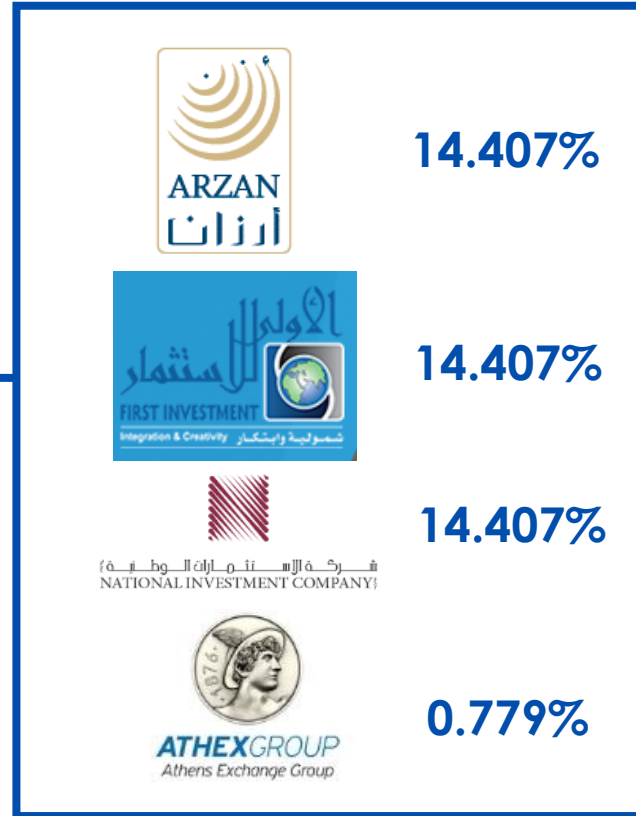 ARZAN
أرزان
14.407%
الأولى للاستثمار
FIRST INVESTMENT
Integration & Creativity شمولية وابتكار
14.407%
شركة الاستثمارات الوطنية
NATIONAL INVESTMENT COMPANY
14.407%
1876
ATHEXGROUP
Athens Exchange Group
0.779%